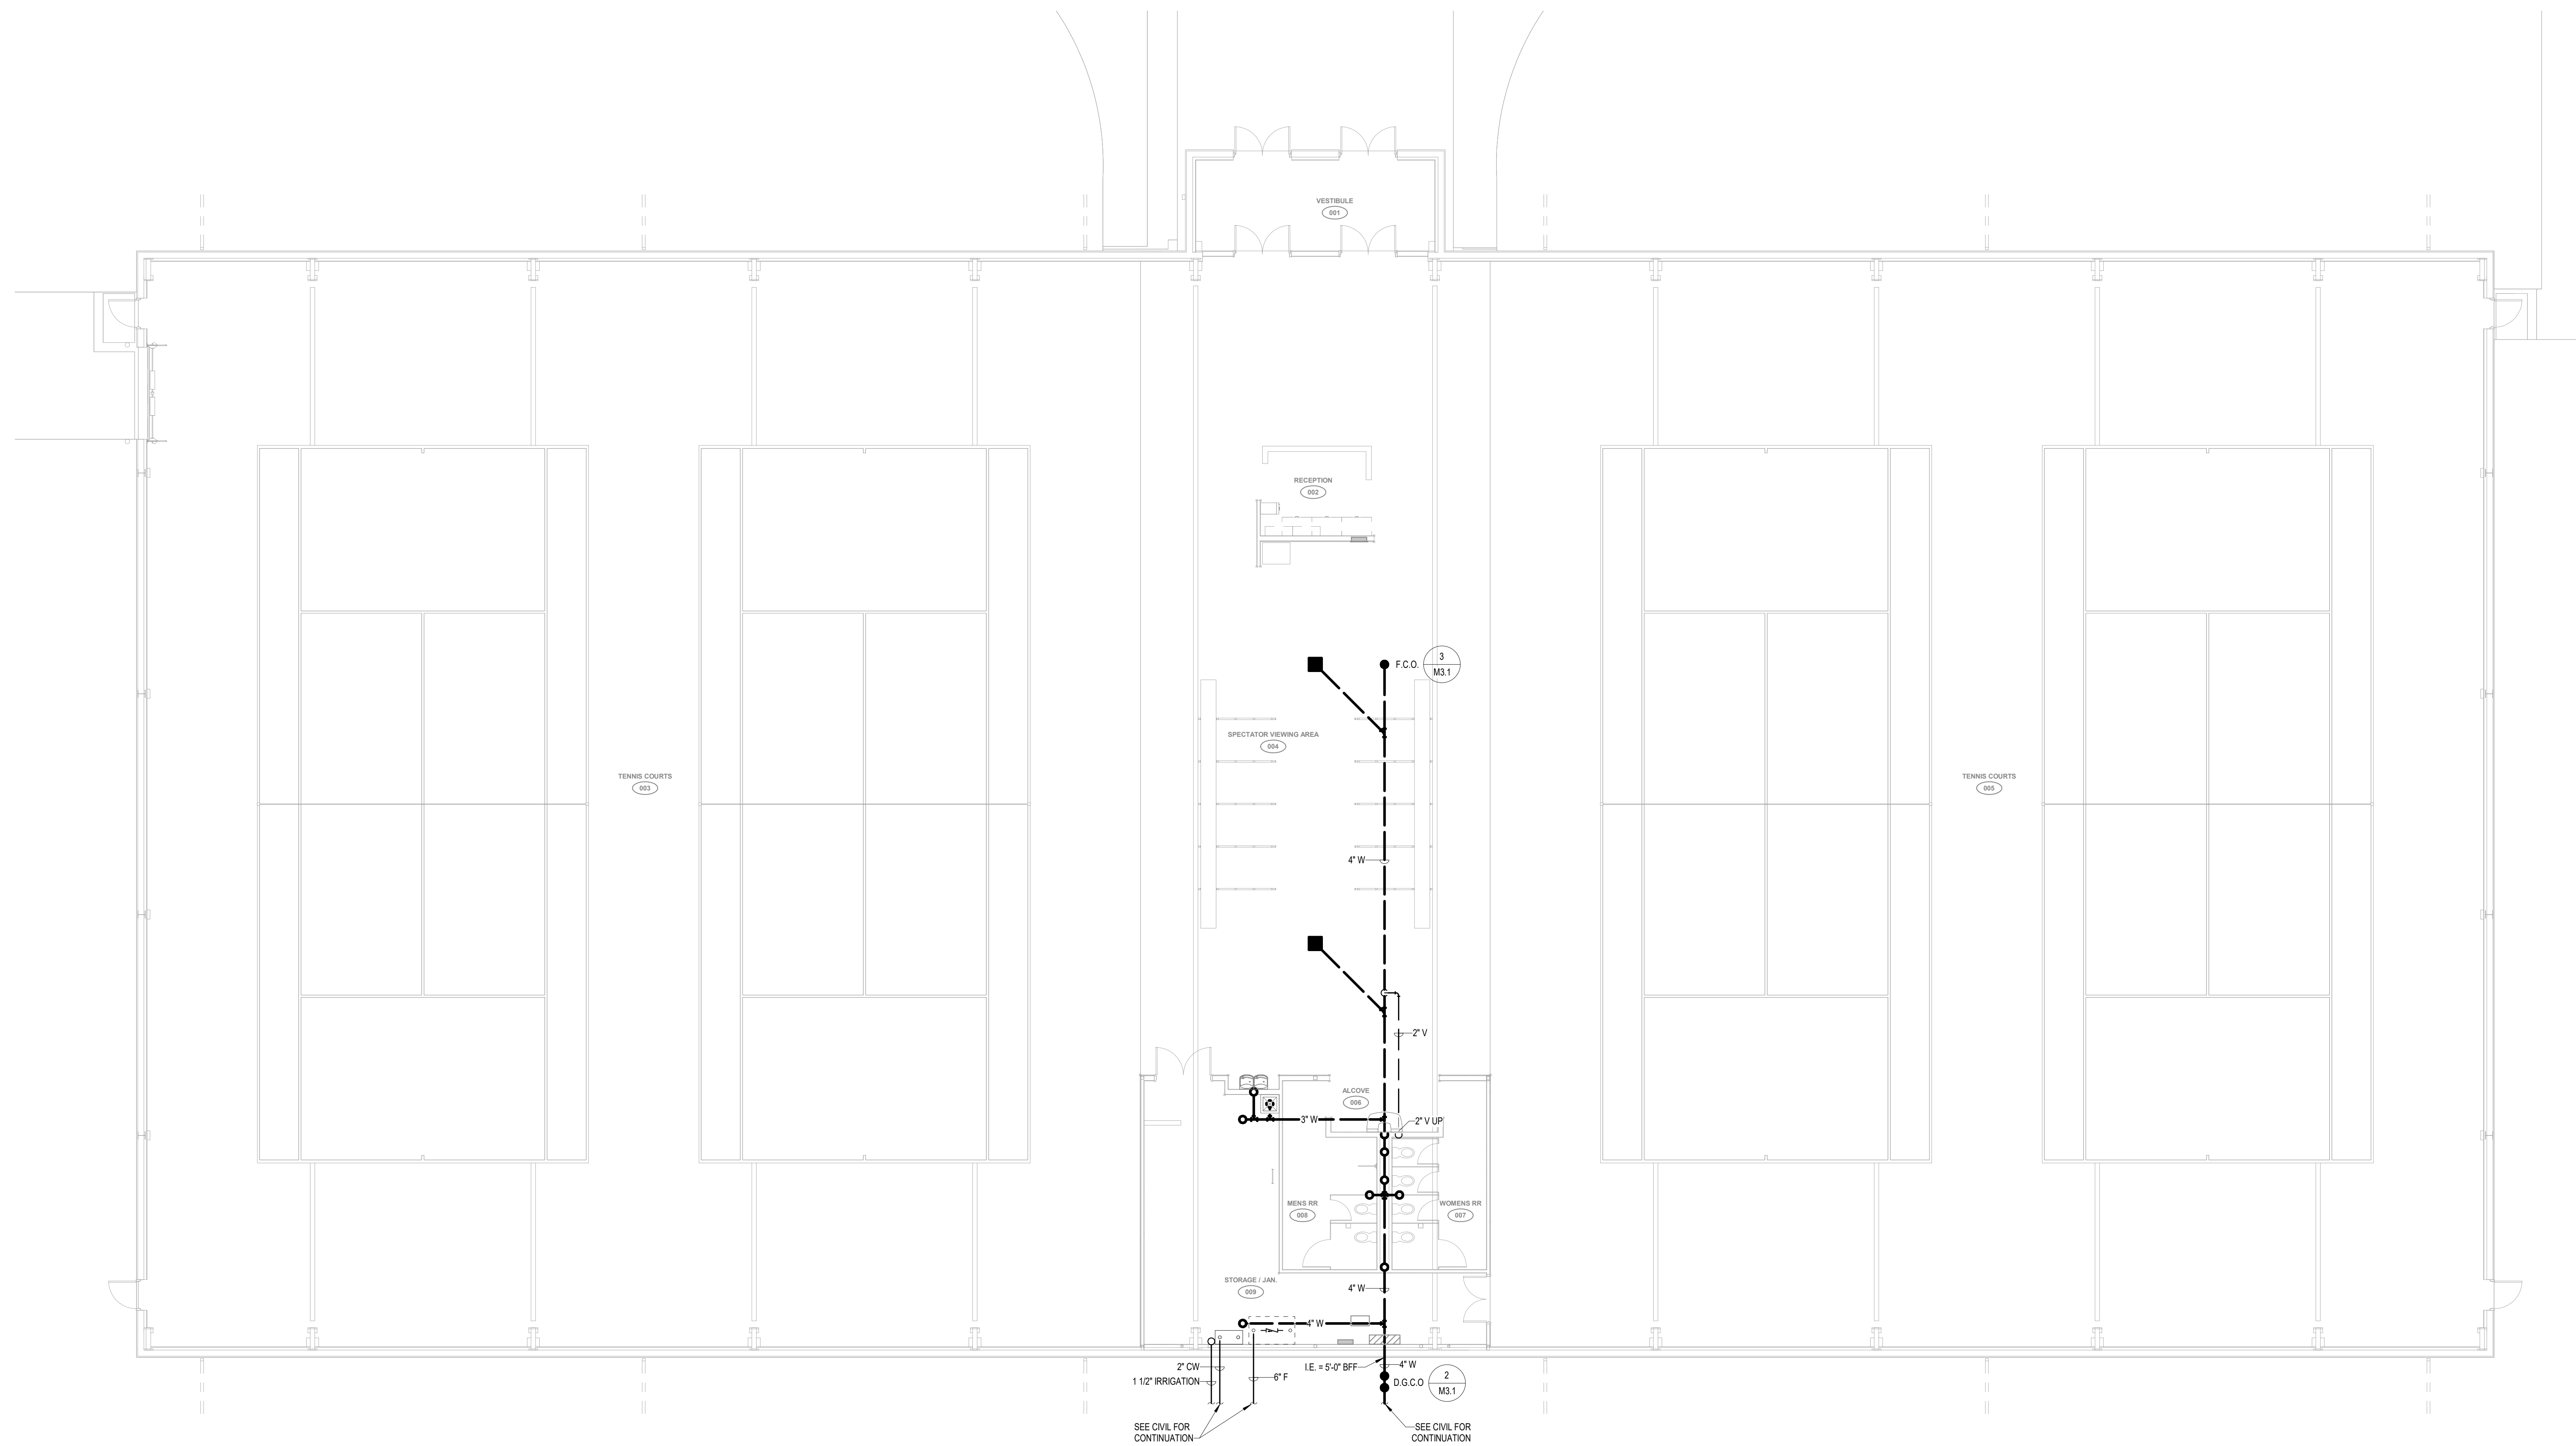 VESTIBULE
001
RECEPTION
002
F.C.O.
3
M3.1
SPECTATOR VIEWING AREA
004
TENNIS COURTS
003
TENNIS COURTS
005
4" W
2" V
ALCOVE
006
3" W
2" V UP
MENS RR
008
WOMENS RR
007
STORAGE / JAN.
009
4" W
4" W
2" CW
1 1/2" IRRIGATION
6" F
I.E. = 5'-0" BFF
4" W
D.G.C.O
2
M3.1
SEE CIVIL FOR
CONTINUATION
SEE CIVIL FOR
CONTINUATION